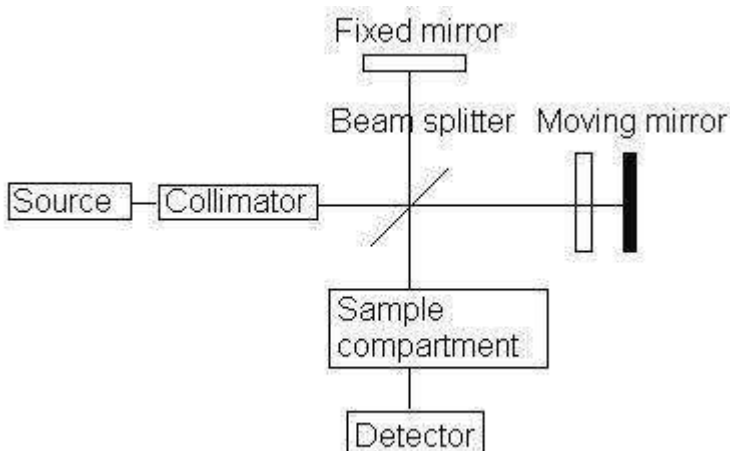 Fixed mirror
Beam splitter
Moving mirror
Source
Collimator
Sample
compartment
Detector